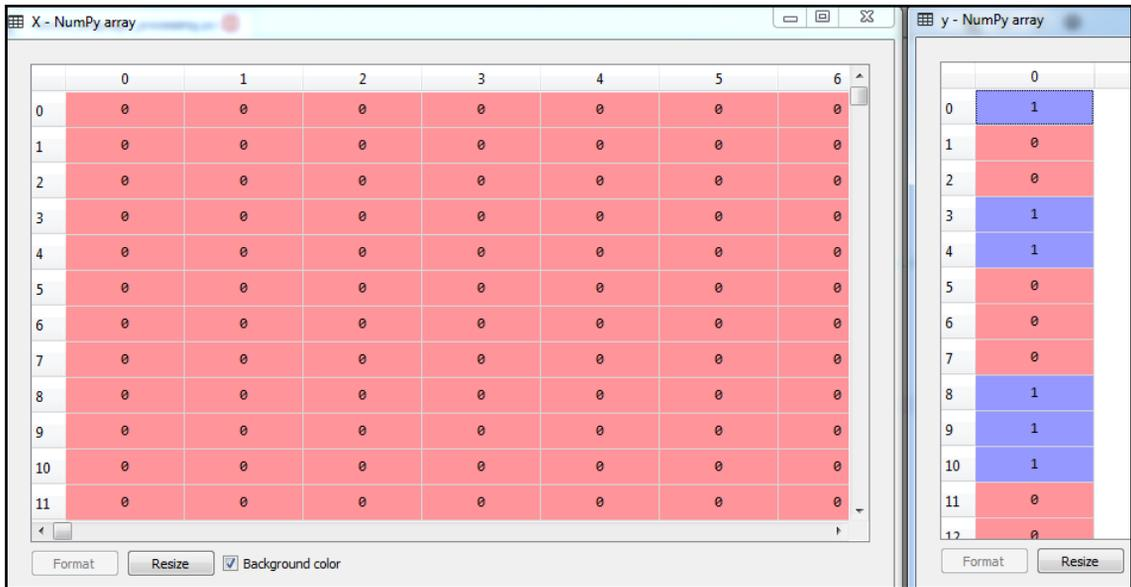 X - NumPy array
0 1 2 3 4 5 6
0 0 0 0 0 0 0 0
1 0 0 0 0 0 0 0
2 0 0 0 0 0 0 0
3 0 0 0 0 0 0 0
4 0 0 0 0 0 0 0
5 0 0 0 0 0 0 0
6 0 0 0 0 0 0 0
7 0 0 0 0 0 0 0
8 0 0 0 0 0 0 0
9 0 0 0 0 0 0 0
10 0 0 0 0 0 0 0
11 0 0 0 0 0 0 0
Format Resize Background color
y - NumPy array
0
0 1
1 0
2 0
3 1
4 1
5 0
6 0
7 0
8 1
9 1
10 1
11 0
12 0
Format Resize